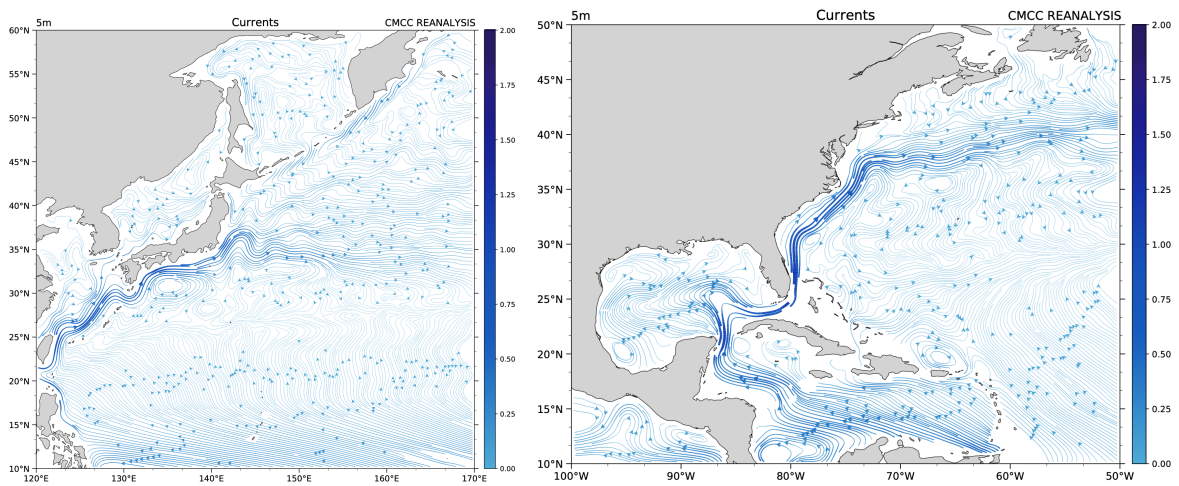 5m Currents CMCC REANALYSIS
60°N
55°N
50°N
45°N
40°N
35°N
30°N
25°N
20°N
15°N
10°N
120°E 130°E 140°E 150°E 160°E 170°E
2.00
1.75
1.50
1.25
1.00
0.75
0.50
0.25
0.00
5m Currents CMCC REANALYSIS
50°N
45°N
40°N
35°N
30°N
25°N
20°N
15°N
10°N
100°W 90°W 80°W 70°W 60°W 50°W
2.00
1.75
1.50
1.25
1.00
0.75
0.50
0.25
0.00